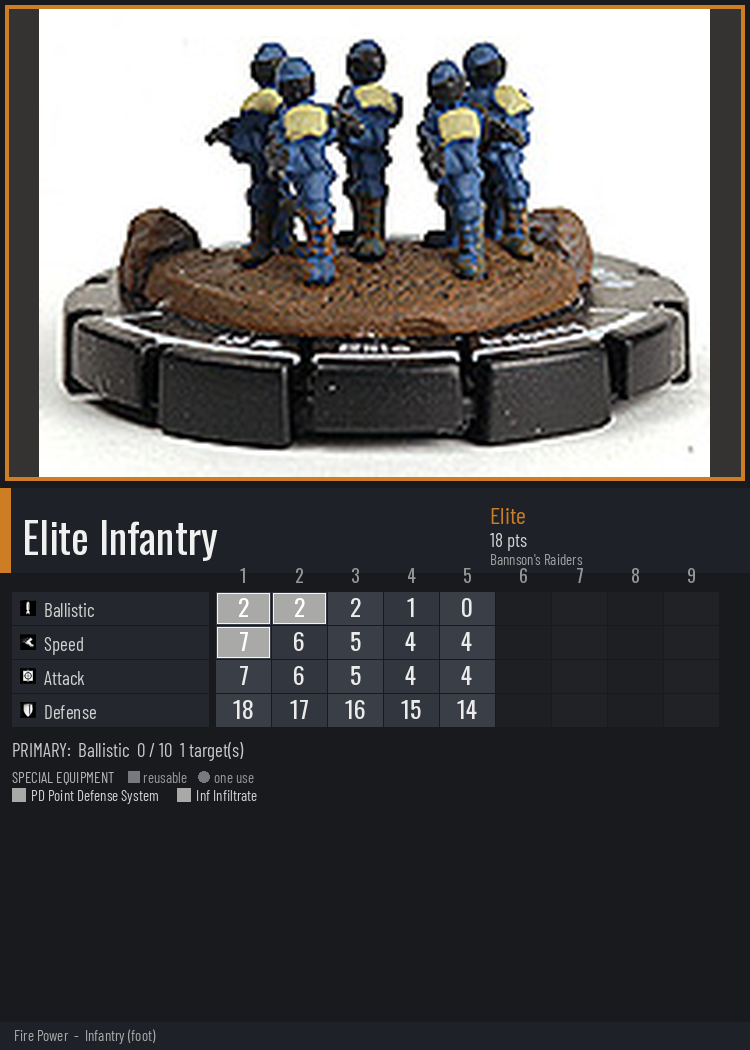 Elite Infantry
Elite
18 pts
Bannson's Raiders
1 2 3 4 5 6 7 8 9
Ballistic 2 2 2 1 0
Speed 7 6 5 4 4
Attack 7 6 5 4 4
Defense 18 17 16 15 14
PRIMARY: Ballistic 0 / 10 1 target(s)
SPECIAL EQUIPMENT reusable one use
PD Point Defense System Inf Infiltrate
Fire Power - Infantry (foot)